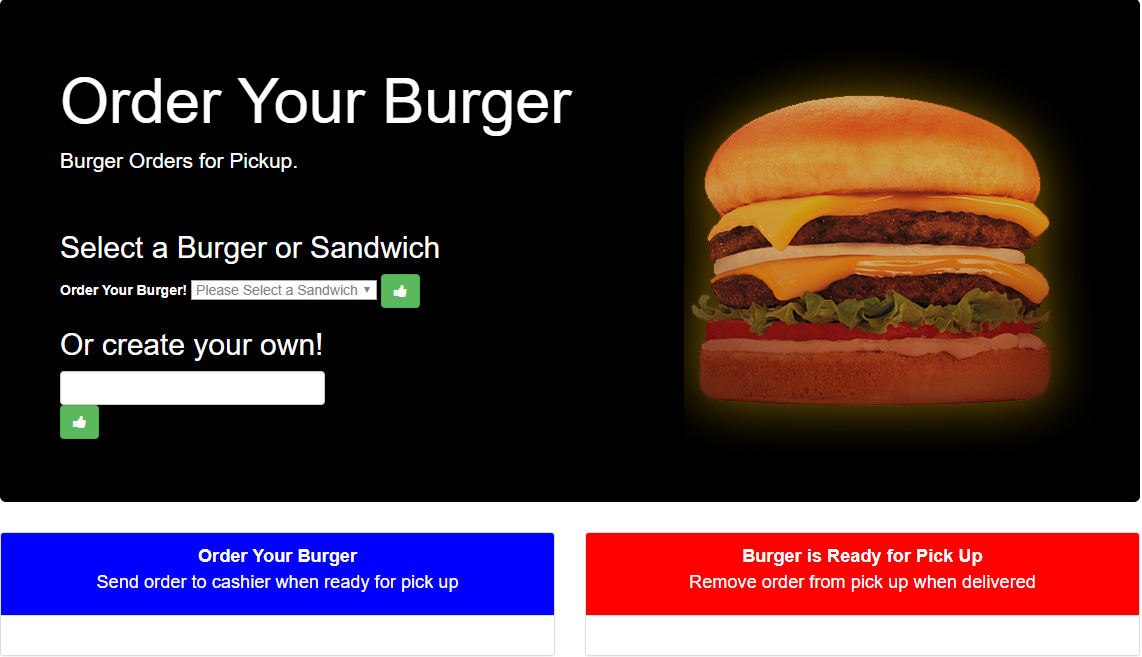 Order Your Burger
Burger Orders for Pickup.
Select a Burger or Sandwich
Order Your Burger! Please Select a Sandwich
Or create your own!
Order Your Burger
Send order to cashier when ready for pick up
Burger is Ready for Pick Up
Remove order from pick up when delivered